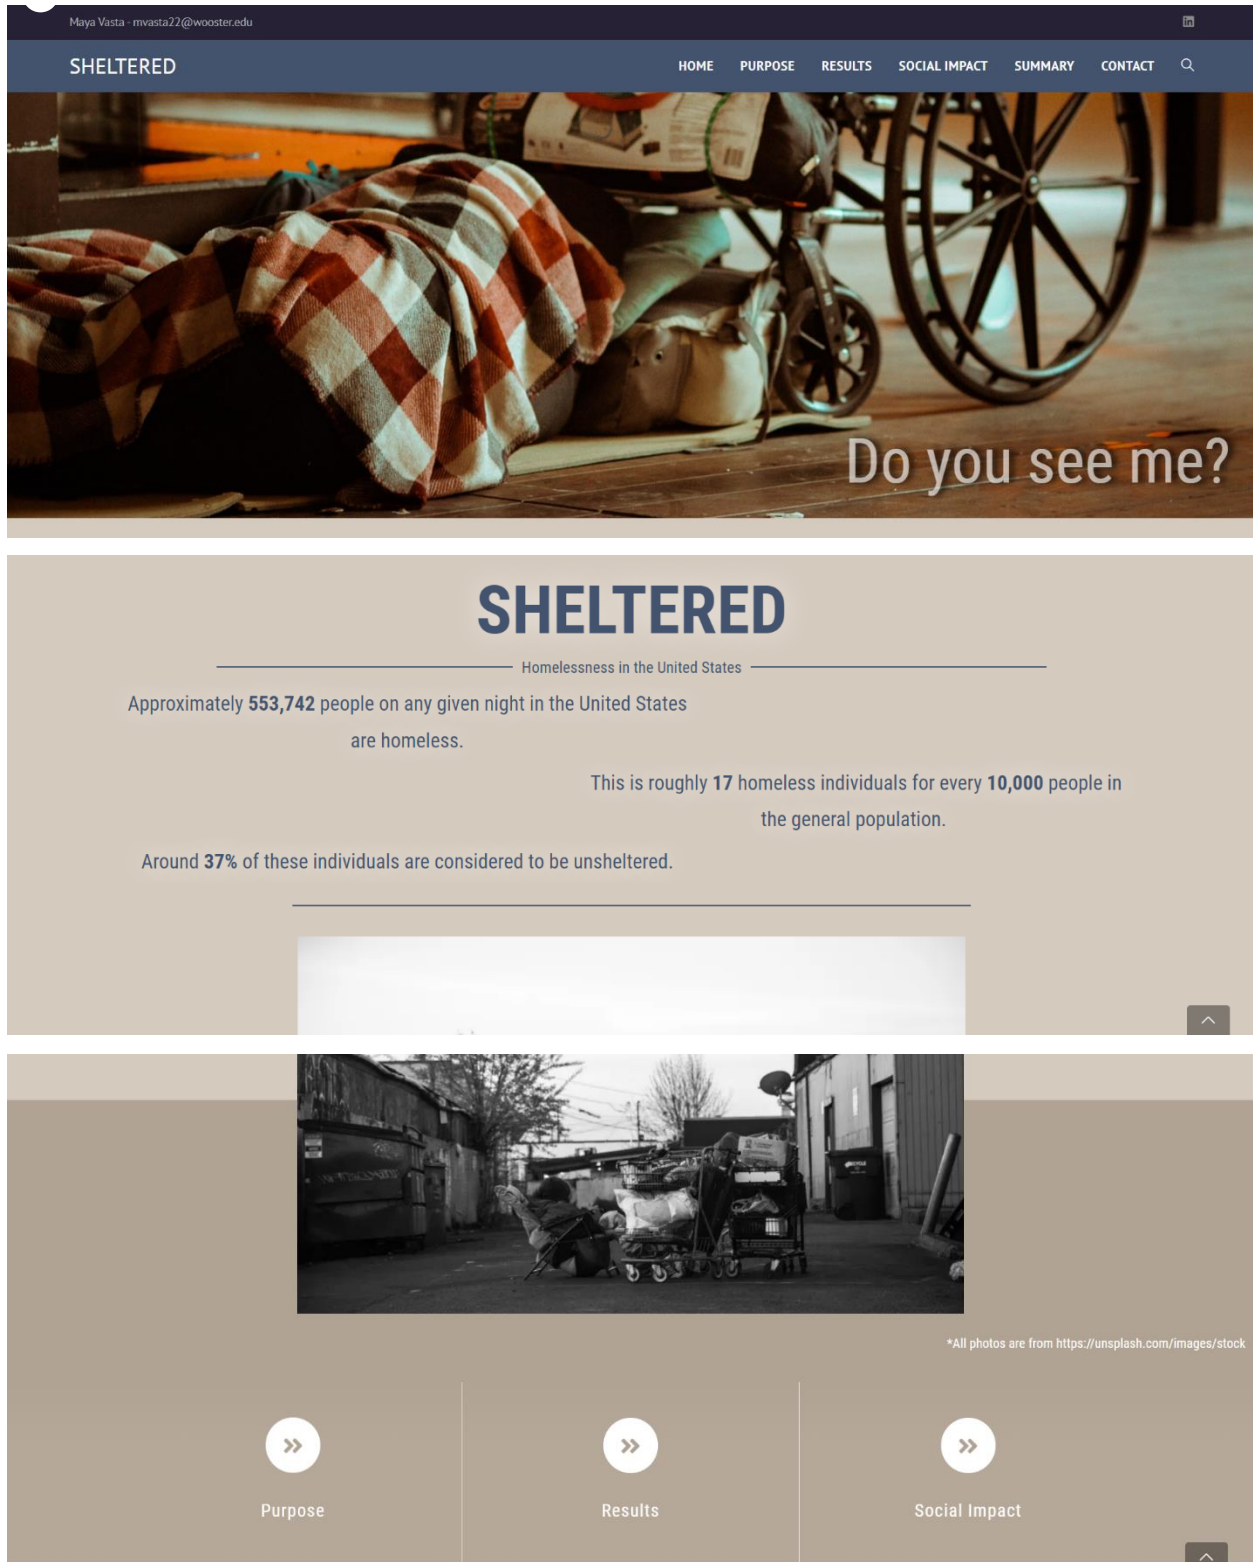 Maya Vasta - mvasta22@wooster.edu
SHELTERED
HOME PURPOSE RESULTS SOCIAL IMPACT SUMMARY CONTACT
Do you see me?
SHELTERED
Homelessness in the United States
Approximately 553,742 people on any given night in the United States
are homeless.
This is roughly 17 homeless individuals for every 10,000 people in
the general population.
Around 37% of these individuals are considered to be unsheltered.
*All photos are from https://unsplash.com/images/stock
Purpose Results Social Impact